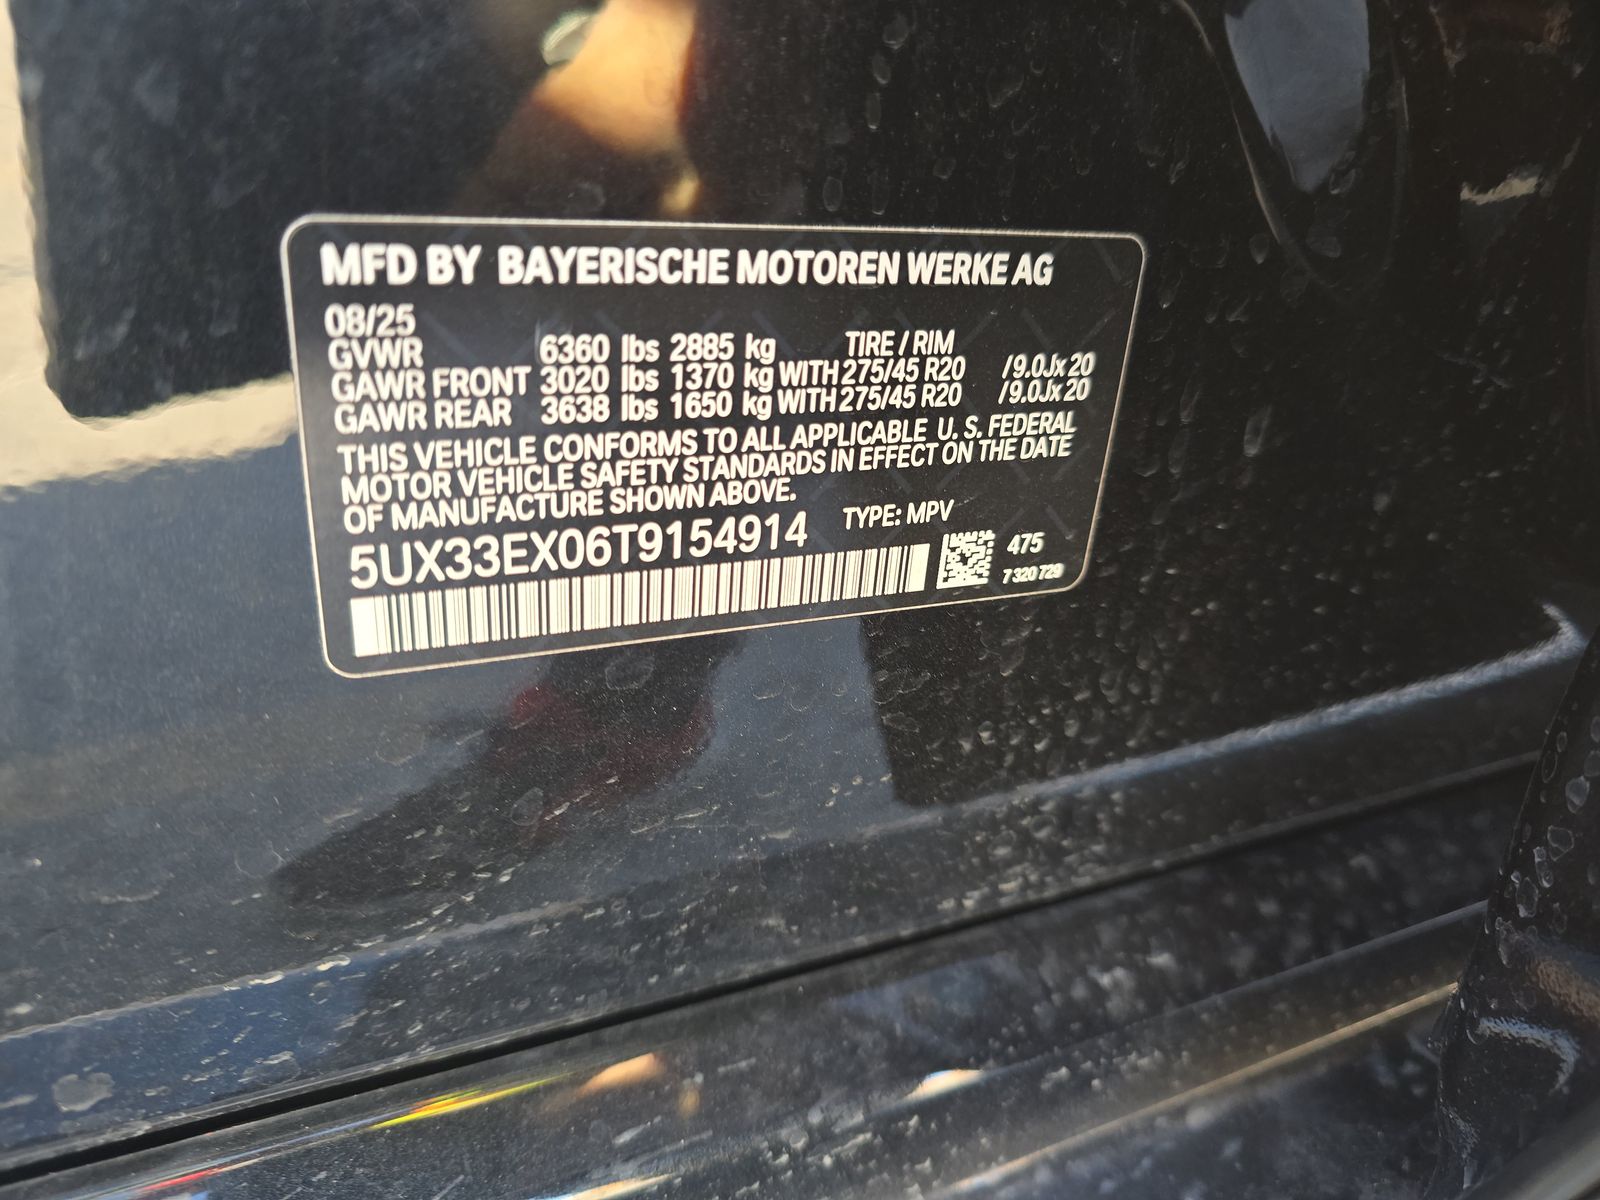 MFD BY BAYERISCHE MOTOREN WERKE AG
08/25
GVWR 6360 lbs 2885 kg TIRE / RIM
GAWR FRONT 3020 lbs 1370 kg WITH 275/45 R20 /9.0Jx20
GAWR REAR 3638 lbs 1650 kg WITH 275/45 R20 /9.0Jx20
THIS VEHICLE CONFORMS TO ALL APPLICABLE U. S. FEDERAL
MOTOR VEHICLE SAFETY STANDARDS IN EFFECT ON THE DATE
OF MANUFACTURE SHOWN ABOVE.
5UX33EX06T9154914 TYPE: MPV
475
7 320 729